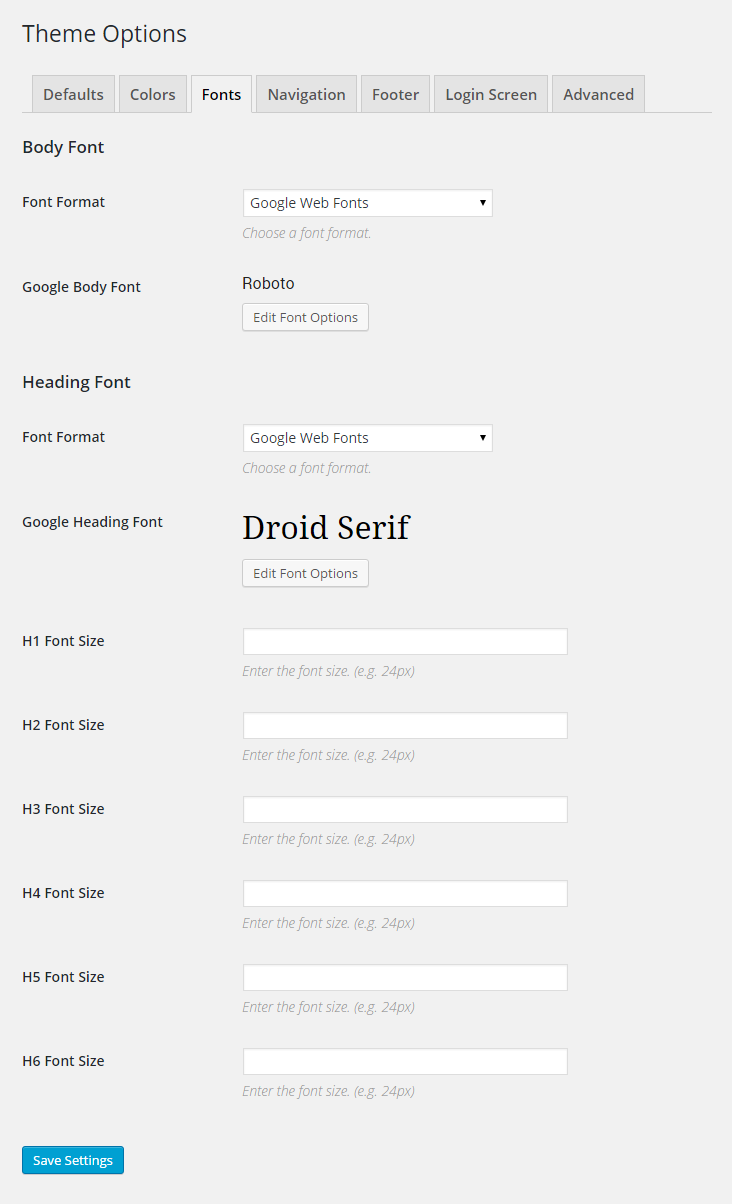 Theme Options
Defaults Colors Fonts Navigation Footer Login Screen Advanced
Body Font
Font Format Google Web Fonts
Choose a font format.
Google Body Font Roboto
Edit Font Options
Heading Font
Font Format Google Web Fonts
Choose a font format.
Google Heading Font Droid Serif
Edit Font Options
H1 Font Size
Enter the font size. (e.g. 24px)
H2 Font Size
Enter the font size. (e.g. 24px)
H3 Font Size
Enter the font size. (e.g. 24px)
H4 Font Size
Enter the font size. (e.g. 24px)
H5 Font Size
Enter the font size. (e.g. 24px)
H6 Font Size
Enter the font size. (e.g. 24px)
Save Settings